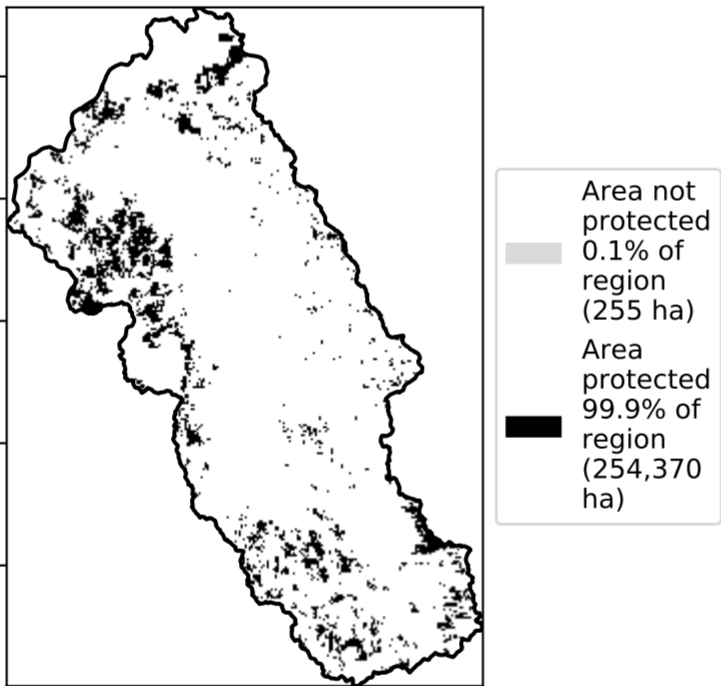 Area not
protected
0.1% of
region
(255 ha)
Area
protected
99.9% of
region
(254,370
ha)